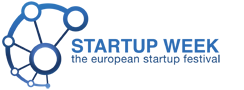 STARTUP WEEK
the european startup festival